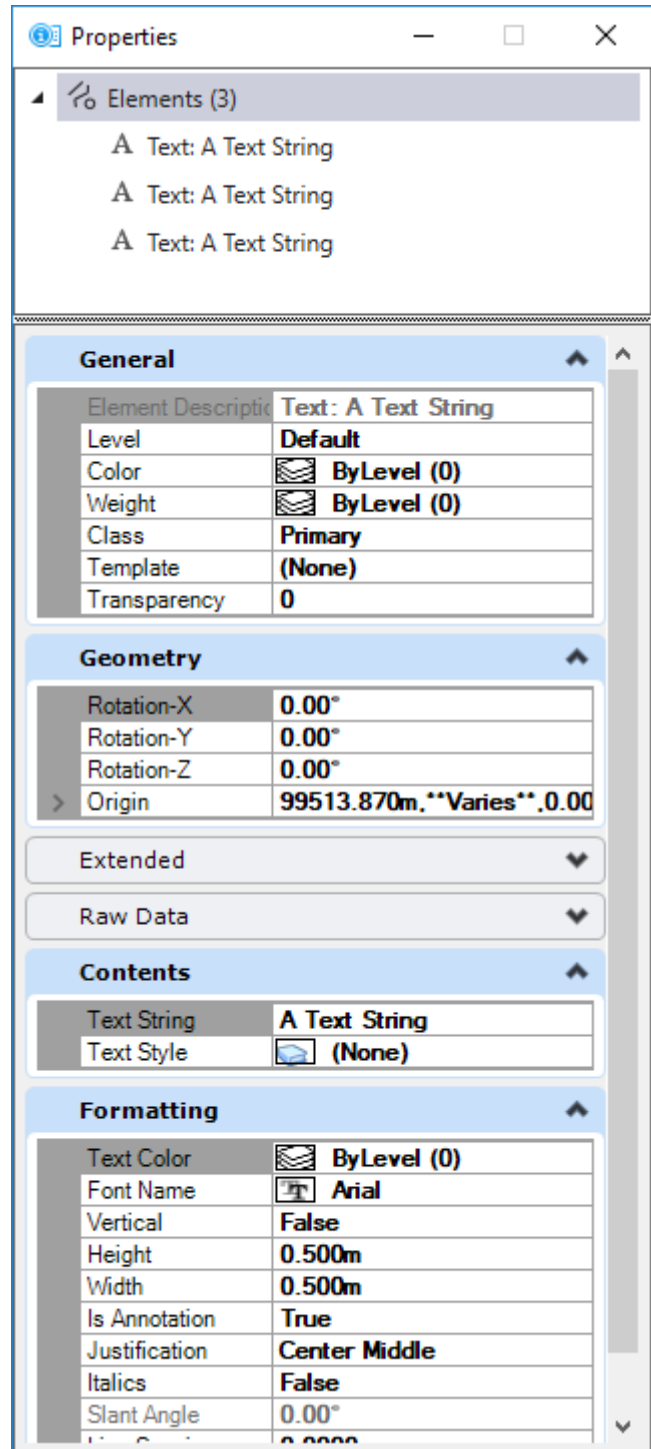 Properties
Elements (3)
A Text: A Text String
A Text: A Text String
A Text: A Text String
General
Element Descriptic Text: A Text String
Level Default
Color ByLevel (0)
Weight ByLevel (0)
Class Primary
Template (None)
Transparency 0
Geometry
Rotation-X 0.00°
Rotation-Y 0.00°
Rotation-Z 0.00°
Origin 99513.870m,**Varies**,0.00
Extended
Raw Data
Contents
Text String A Text String
Text Style (None)
Formatting
Text Color ByLevel (0)
Font Name Arial
Vertical False
Height 0.500m
Width 0.500m
Is Annotation True
Justification Center Middle
Italics False
Slant Angle 0.00°